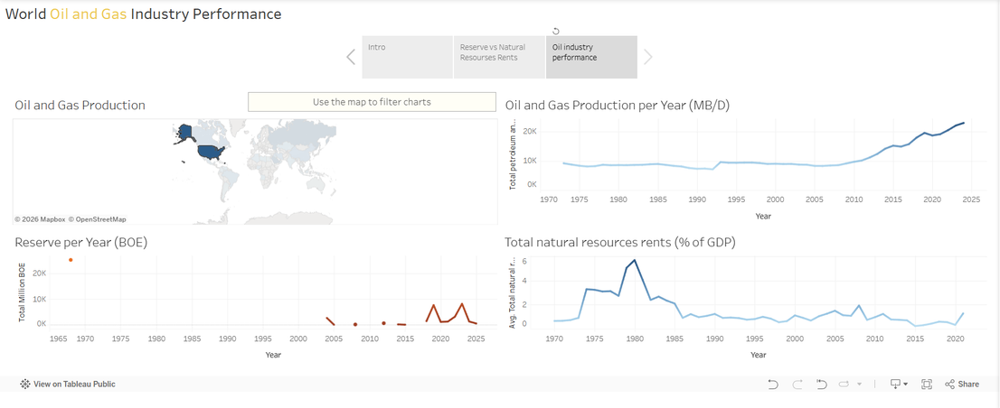 World Oil and Gas Industry Performance
Intro
Reserve vs Natural
Resourses Rents
Oil industry
performance
Oil and Gas Production
Use the map to filter charts
© 2026 Mapbox © OpenStreetMap
Oil and Gas Production per Year (MB/D)
Total petroleum an...
20K
10K
0K
1970 1975 1980 1985 1990 1995 2000 2005 2010 2015 2020 2025
Year
Reserve per Year (BOE)
Total Million BOE
20K
10K
0K
1965 1970 1975 1980 1985 1990 1995 2000 2005 2010 2015 2020 2025
Year
Total natural resources rents (% of GDP)
Avg. Total natural r...
6
4
2
0
1970 1975 1980 1985 1990 1995 2000 2005 2010 2015 2020
Year
View on Tableau Public
Share